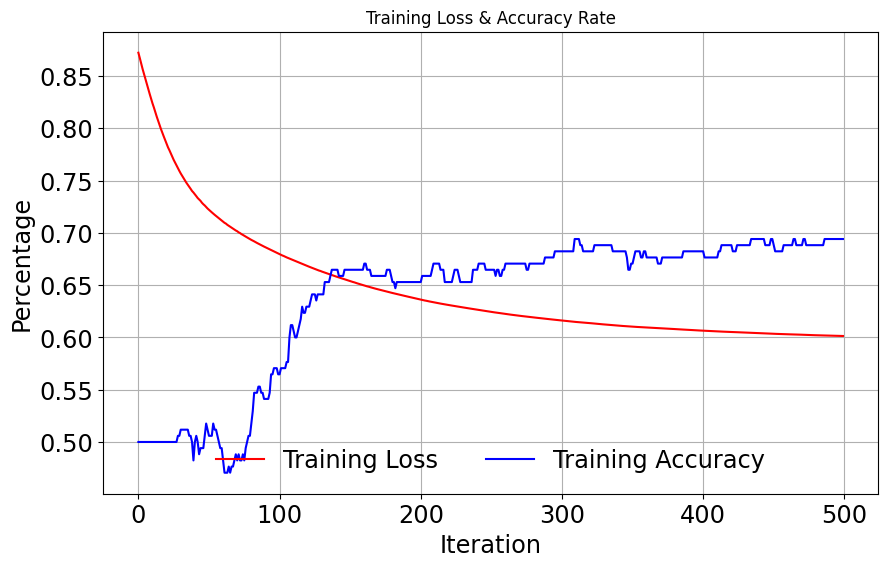 Training Loss & Accuracy Rate
Percentage
0.85
0.80
0.75
0.70
0.65
0.60
0.55
0.50
Training Loss
Training Accuracy
0
100
200
300
400
500
Iteration